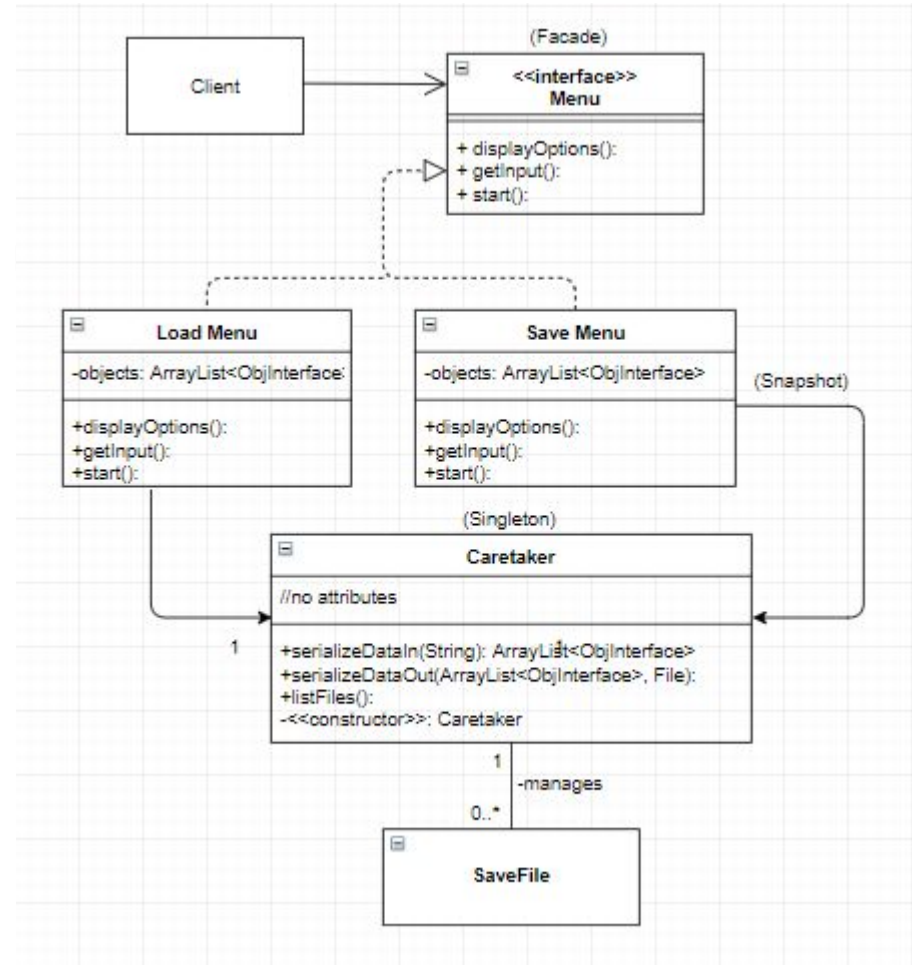 (Facade)
Client
<<interface>>
Menu
+ displayOptions():
+ getInput():
+ start():
Load Menu
-objects: ArrayList<ObjInterface>
+displayOptions():
+getInput():
+start():
Save Menu
-objects: ArrayList<ObjInterface>
+displayOptions():
+getInput():
+start():
(Snapshot)
(Singleton)
Caretaker
//no attributes
1
+serializeDataIn(String): ArrayList<ObjInterface>
1
+serializeDataOut(ArrayList<ObjInterface>, File):
+listFiles():
-<<constructor>>: Caretaker
1
-manages
0..*
SaveFile